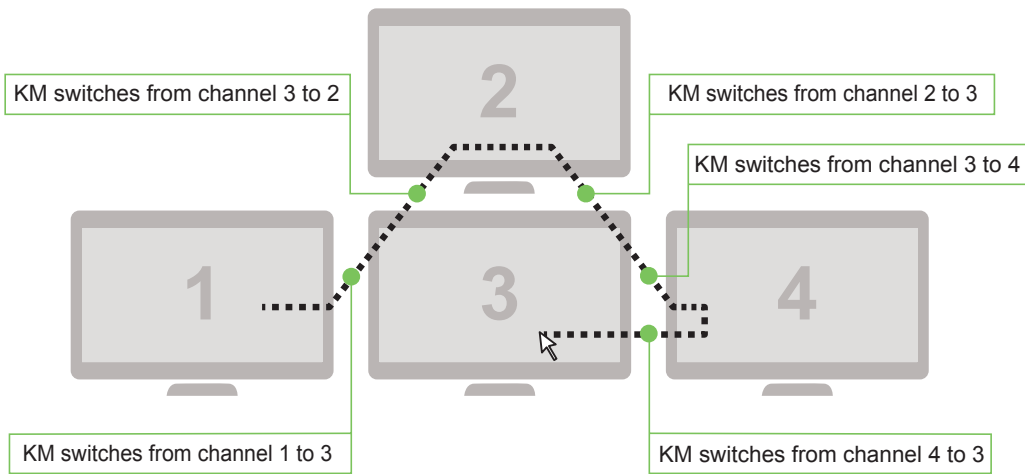 2
KM switches from channel 3 to 2
KM switches from channel 2 to 3
KM switches from channel 3 to 4
1
3
4
KM switches from channel 1 to 3
KM switches from channel 4 to 3